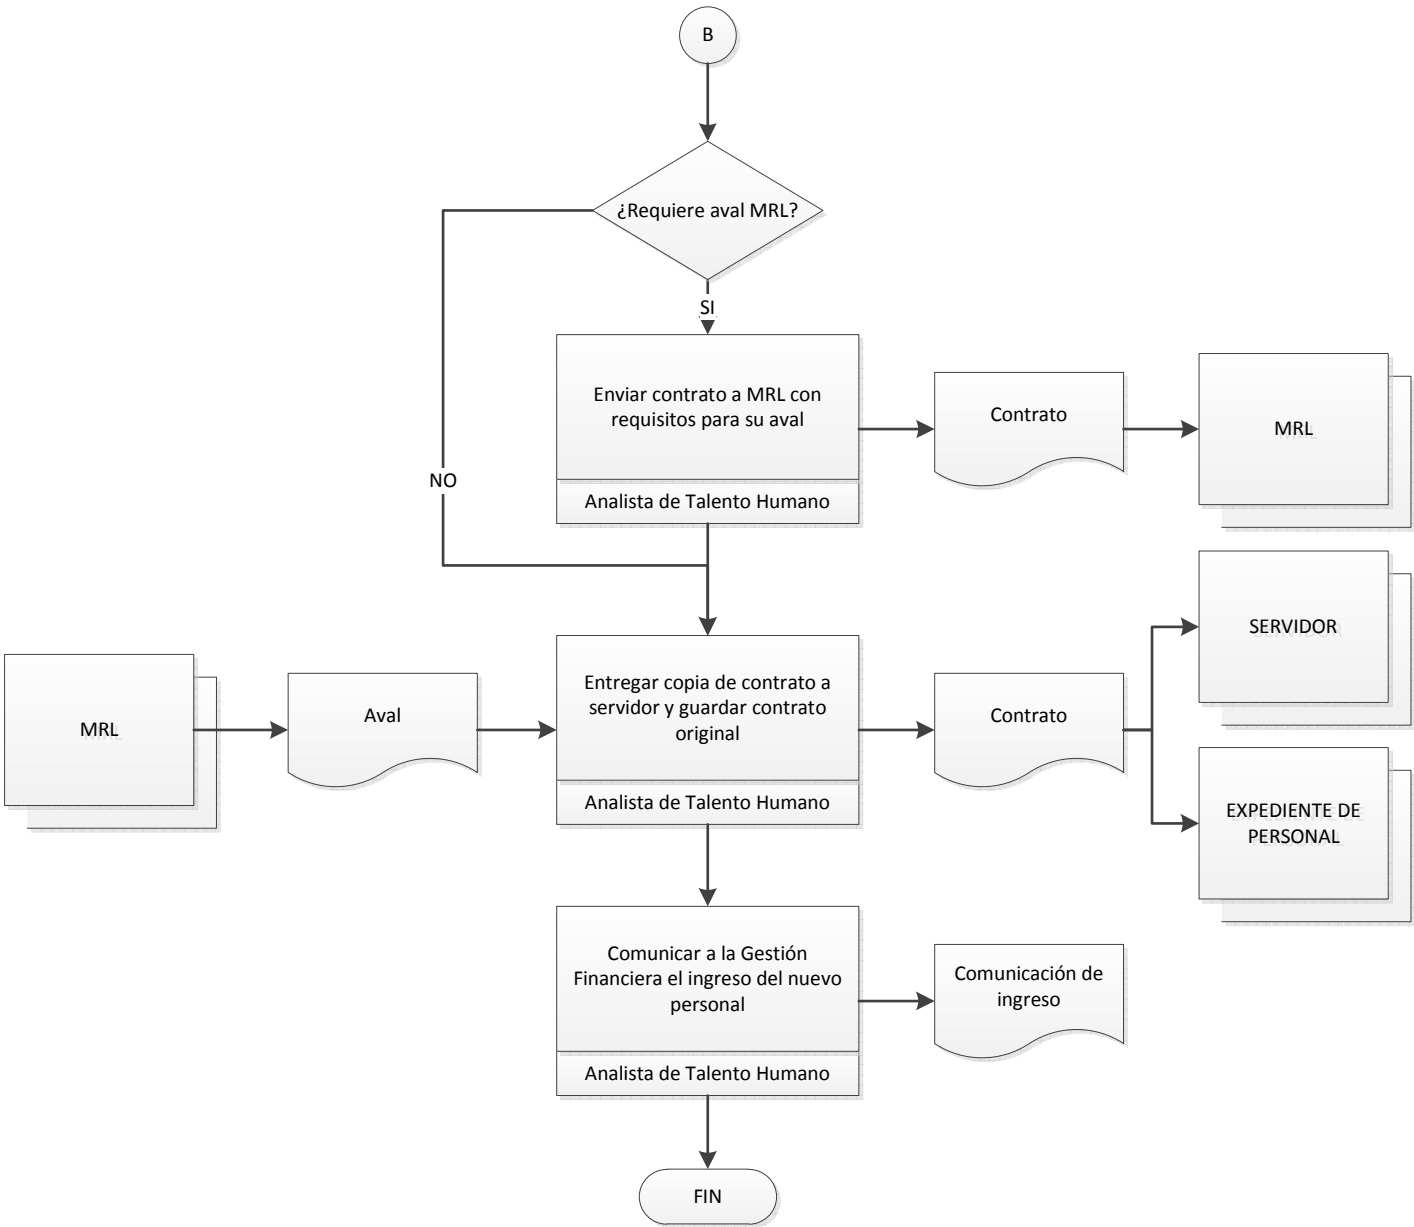 B
¿Requiere aval MRL?
SI
Enviar contrato a MRL con
requisitos para su aval
Analista de Talento Humano
Contrato
MRL
NO
SERVIDOR
MRL
Aval
Entregar copia de contrato a
servidor y guardar contrato
original
Analista de Talento Humano
Contrato
EXPEDIENTE DE
PERSONAL
Comunicar a la Gestión
Financiera el ingreso del nuevo
personal
Analista de Talento Humano
Comunicación de
ingreso
FIN